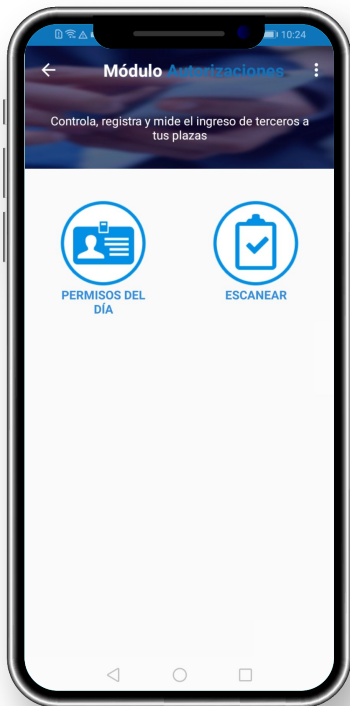 10:24
Módulo Autorizaciones
Controla, registra y mide el ingreso de terceros a
tus plazas
PERMISOS DEL
DÍA
ESCANEAR